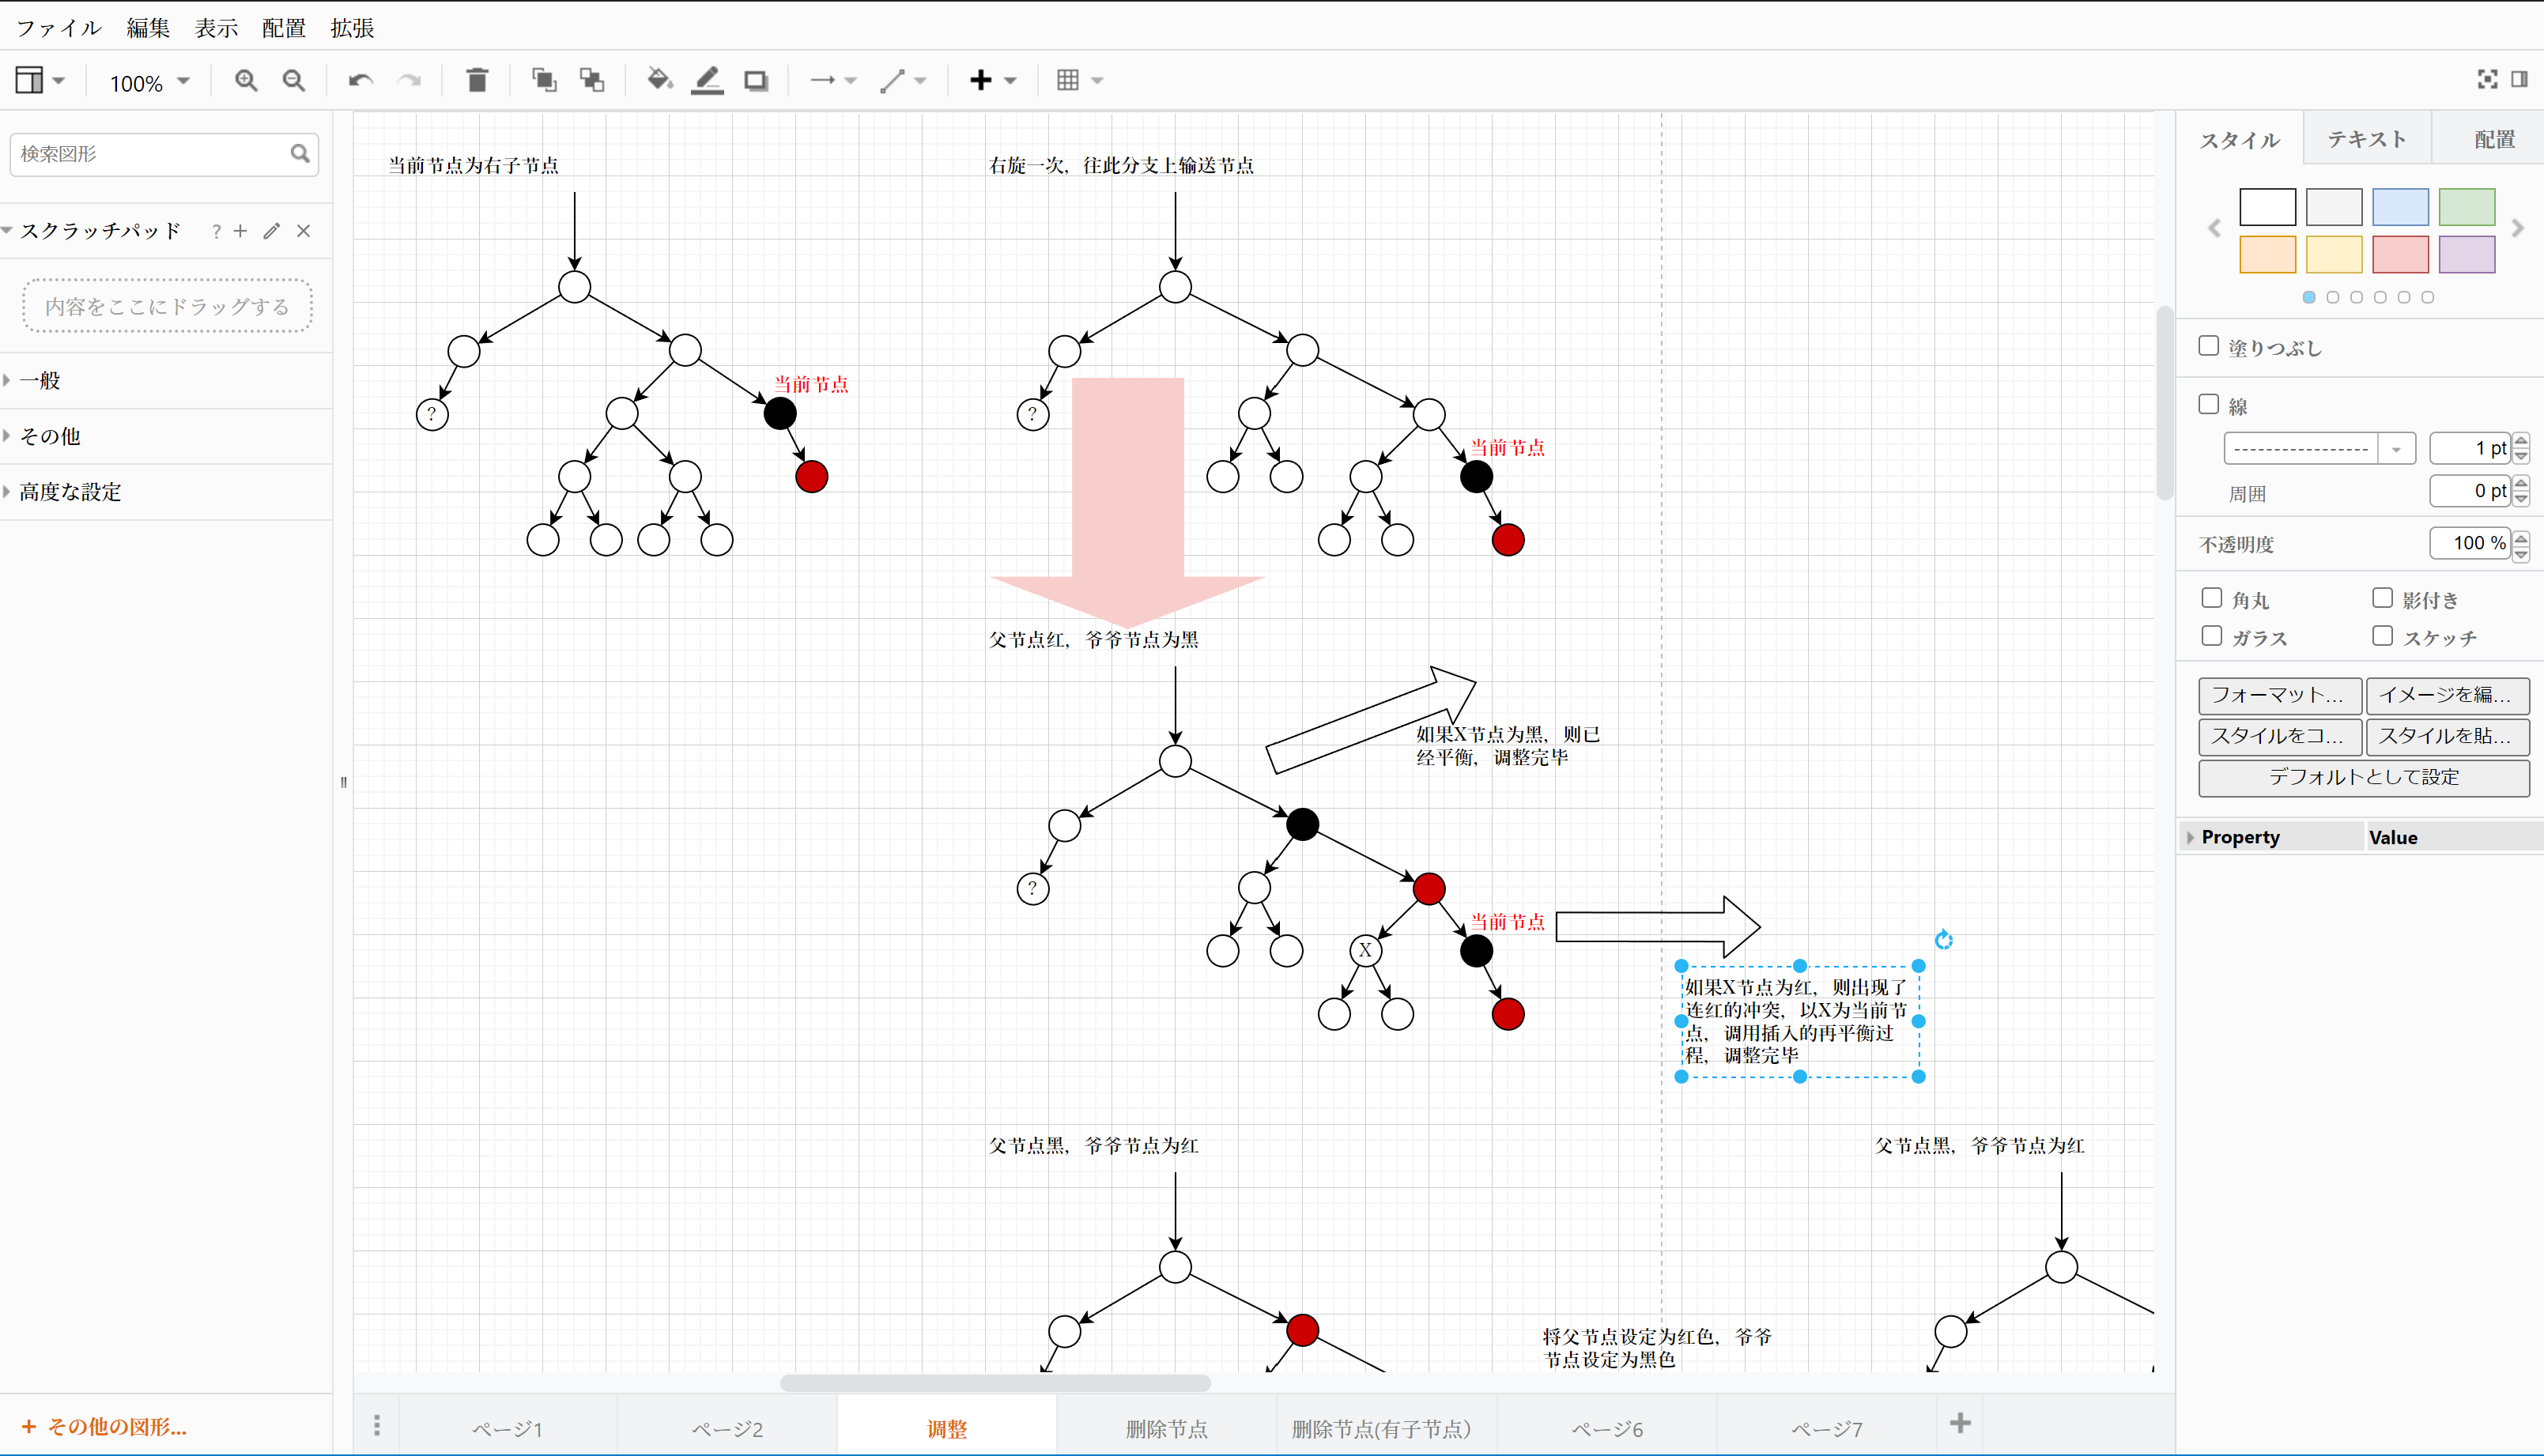 ファイル 編集 表示 配置 拡張
100%
検索図形
スクラッチパッド ?
内容をここにドラッグする
一般
その他
高度な設定
+ その他の図形...
当前节点为右子节点
当前节点
?
右旋一次，往此分支上输送节点
?
当前节点
父节点红，爷爷节点为黑
如果X节点为黑，则已
经平衡，调整完毕
?
当前节点
X
如果X节点为红，则出现了
连红的冲突，以X为当前节
点，调用插入的再平衡过
程，调整完毕
父节点黑，爷爷节点为红
父节点黑，爷爷节点为红
将父节点设定为红色，爷爷
节点设定为黑色
ページ1 ページ2 调整 删除节点 删除节点(有子节点) ページ6 ページ7
スタイル テキスト 配置
塗りつぶし
線
1 pt
周囲 0 pt
不透明度 100 %
角丸 影付き
ガラス スケッチ
フォーマット... イメージを編...
スタイルをコ... スタイルを貼...
デフォルトとして設定
Property Value